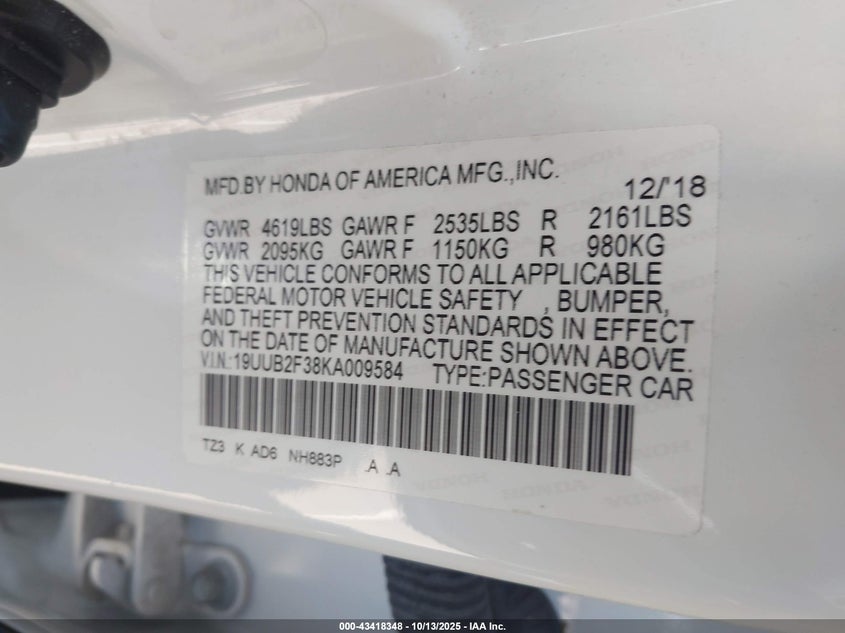 MFD.BY HONDA OF AMERICA MFG.,INC. 12/'18
GVWR 4619LBS GAWR F 2535LBS R 2161LBS
GVWR 2095KG GAWR F 1150KG R 980KG
THIS VEHICLE CONFORMS TO ALL APPLICABLE
FEDERAL MOTOR VEHICLE SAFETY , BUMPER,
AND THEFT PREVENTION STANDARDS IN EFFECT
ON THE DATE OF MANUFACTURE SHOWN ABOVE.
V.I.N.:19UUB2F38KA009584 TYPE:PASSENGER CAR
TZ3 K AD6 NH883P .A .A
000-43418348 - 10/13/2025 - IAA Inc.